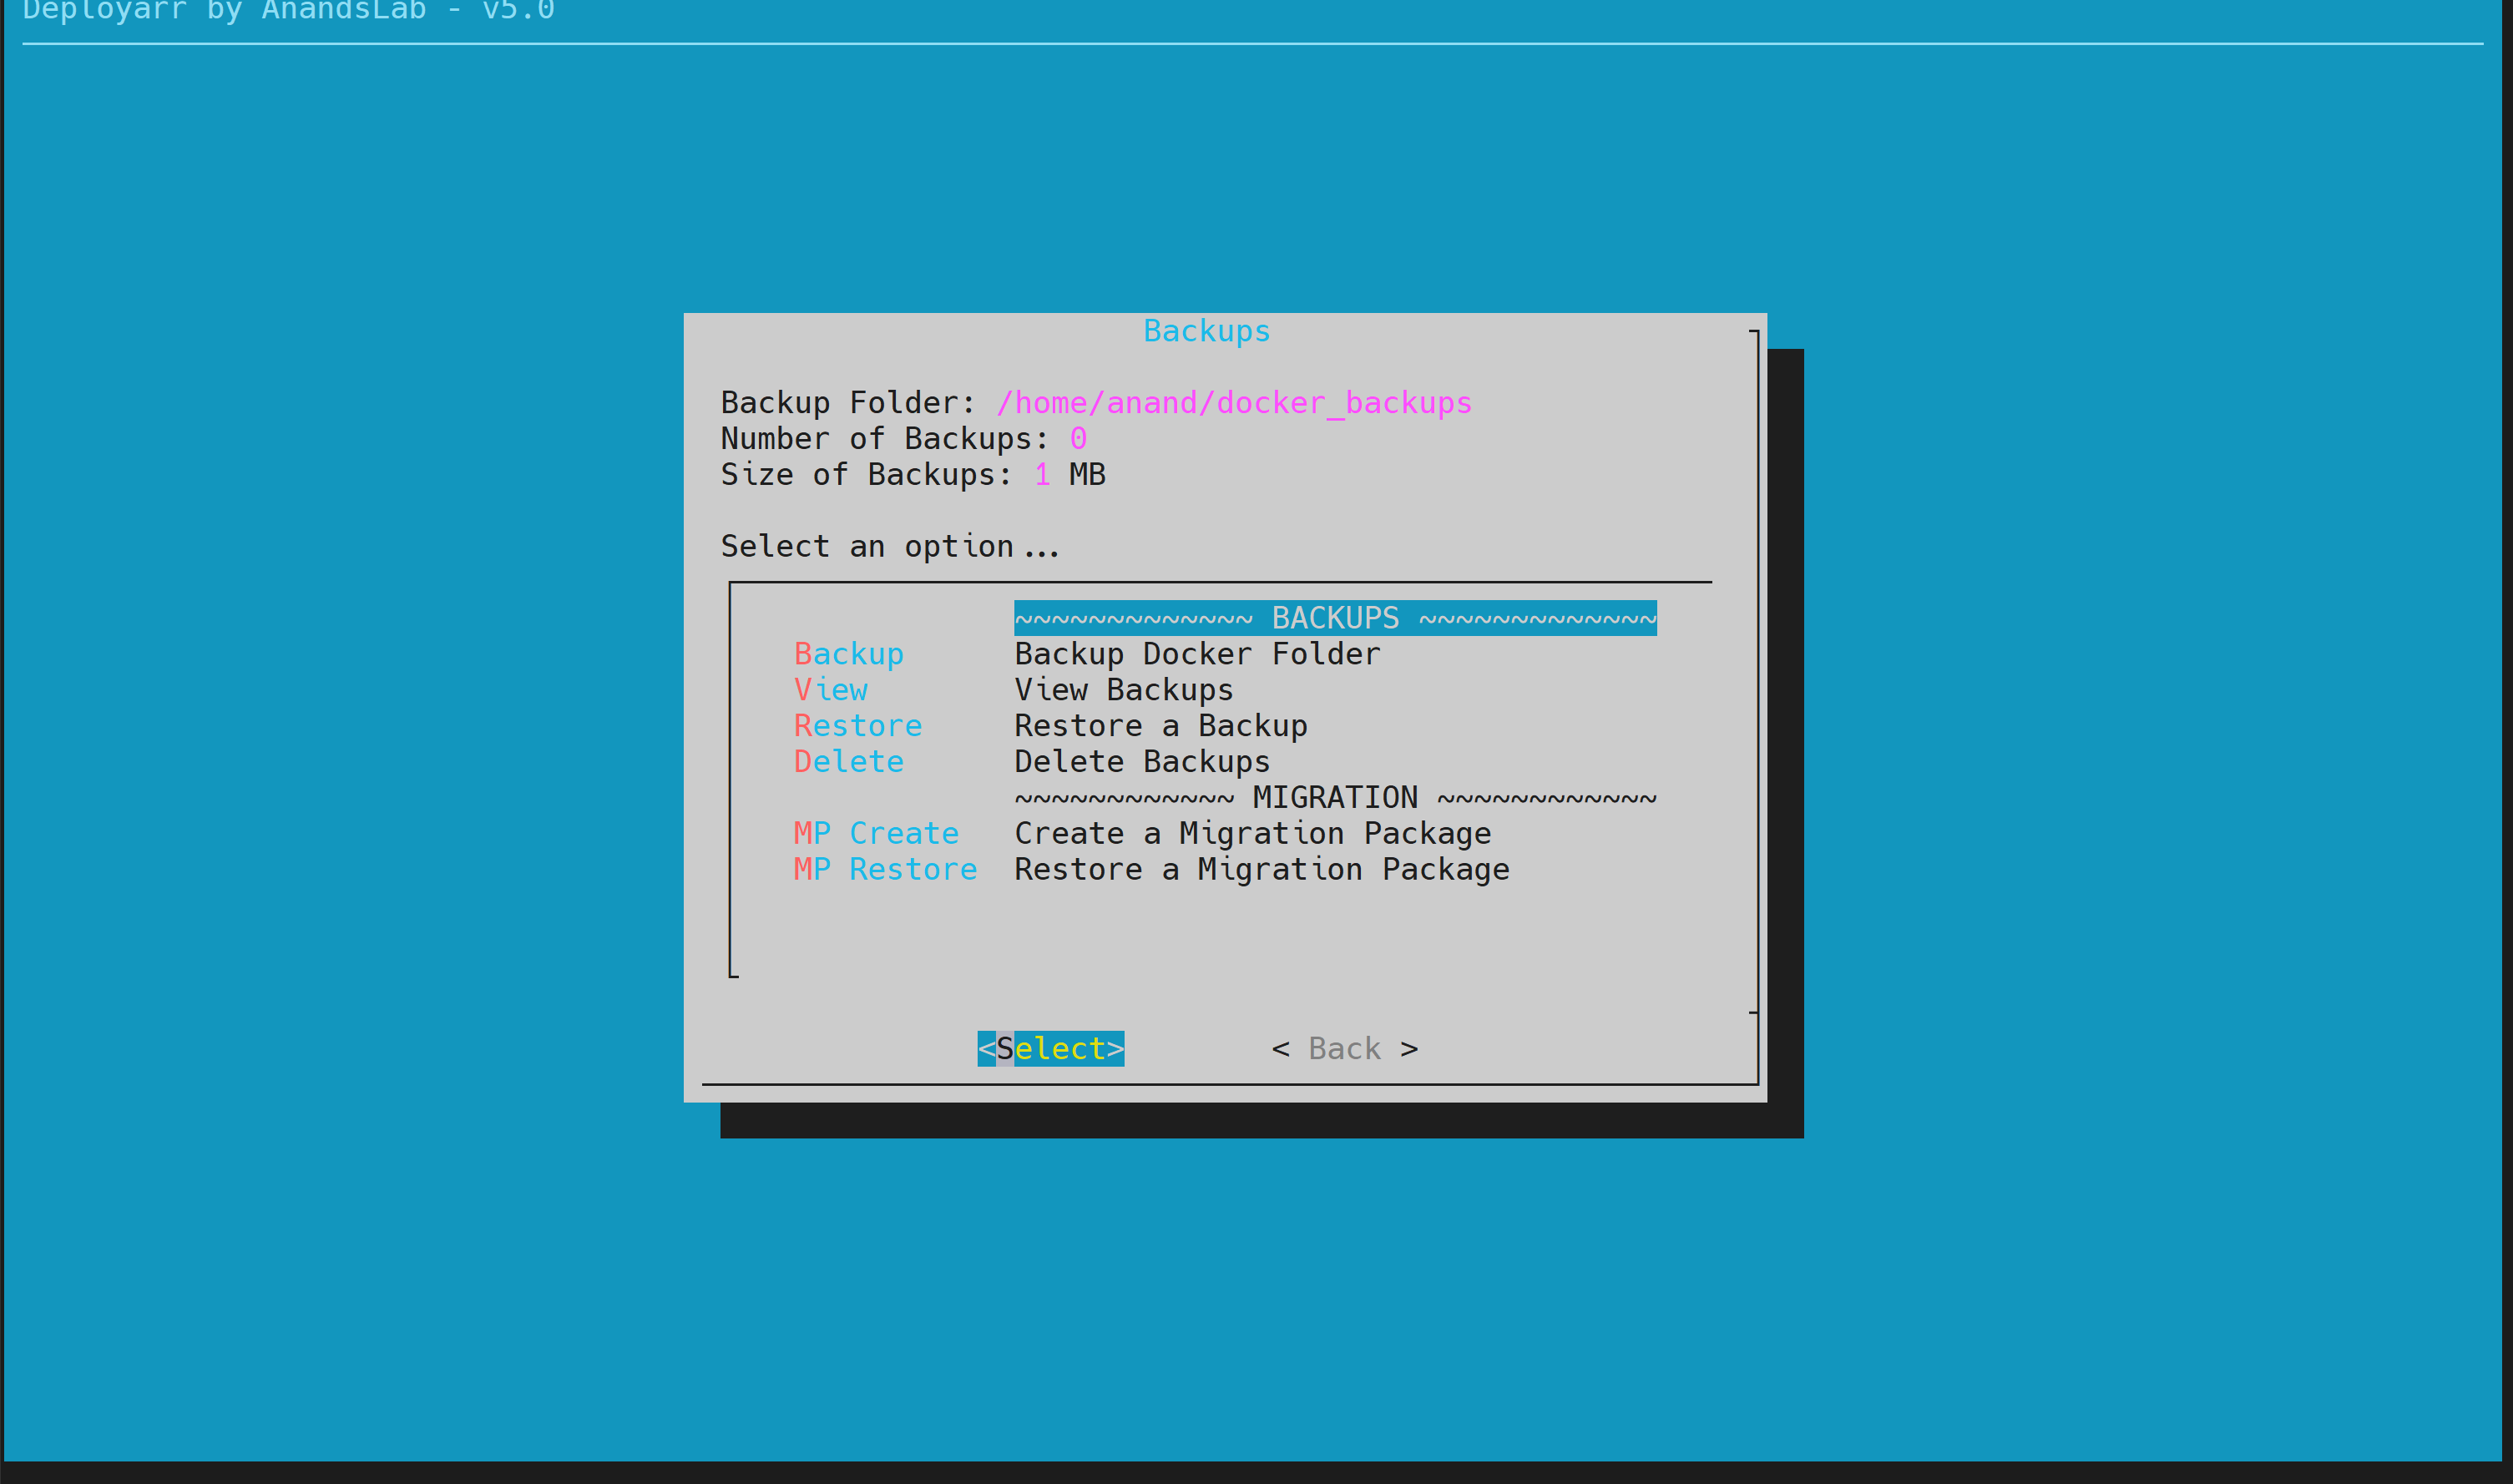 Deployarr by AnandsLab - v5.0
Backups
Backup Folder: /home/anand/docker_backups
Number of Backups: 0
Size of Backups: 1 MB
Select an option...
~~~~~~~~~~~~~ BACKUPS ~~~~~~~~~~~~~
Backup Backup Docker Folder
View View Backups
Restore Restore a Backup
Delete Delete Backups
~~~~~~~~~~~~ MIGRATION ~~~~~~~~~~~~
MP Create Create a Migration Package
MP Restore Restore a Migration Package
<Select> < Back >